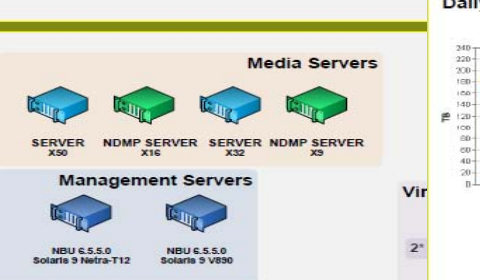 Daily
Media Servers
SERVER X50
NDMP SERVER X16
SERVER X32
NDMP SERVER X9
Management Servers
NBU 6.5.5.0
Solaris 9 Netra-T12
NBU 6.5.5.0
Solaris 9 V890
Vir
2*
TB
240
220
200
180
160
140
120
100
80
60
40
20
0